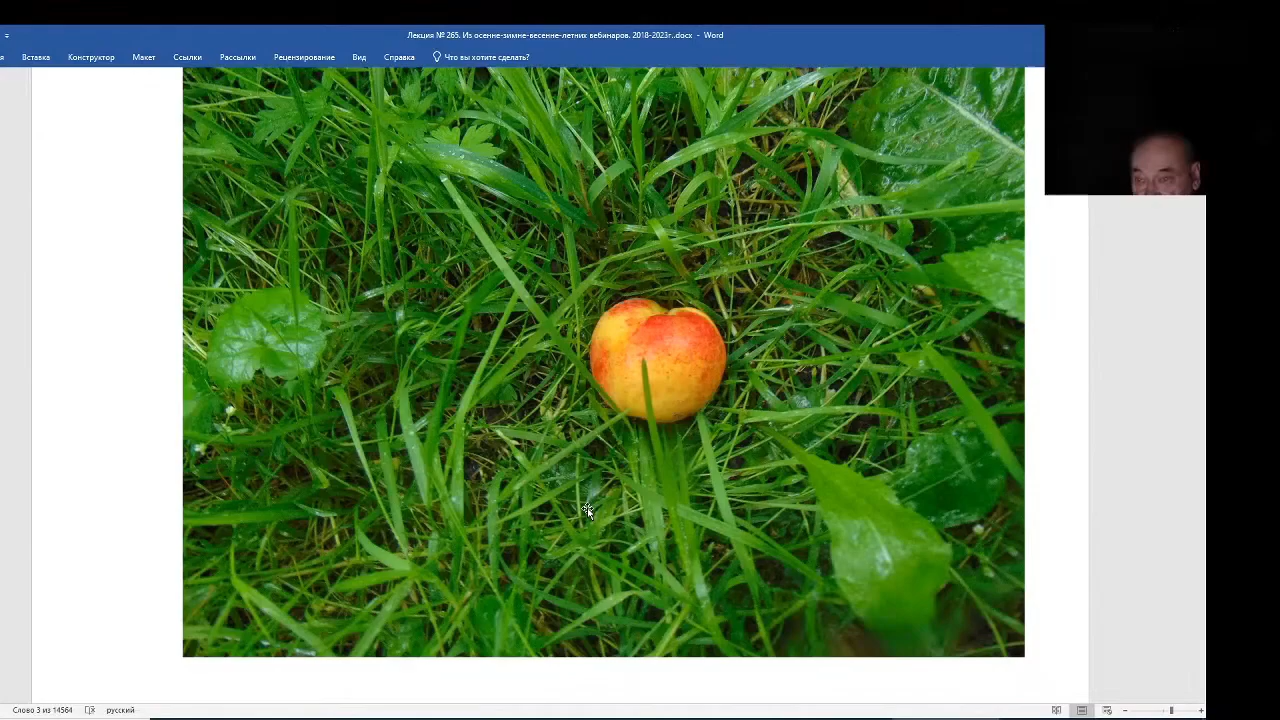 Лекция № 265. Из осенне-зимне-весенне-летних вебинаров. 2018-2023г..docx - Word
я Вставка Конструктор Макет Ссылки Рассылки Рецензирование Вид Справка Что вы хотите сделать?
Слово 3 из 14564 русский